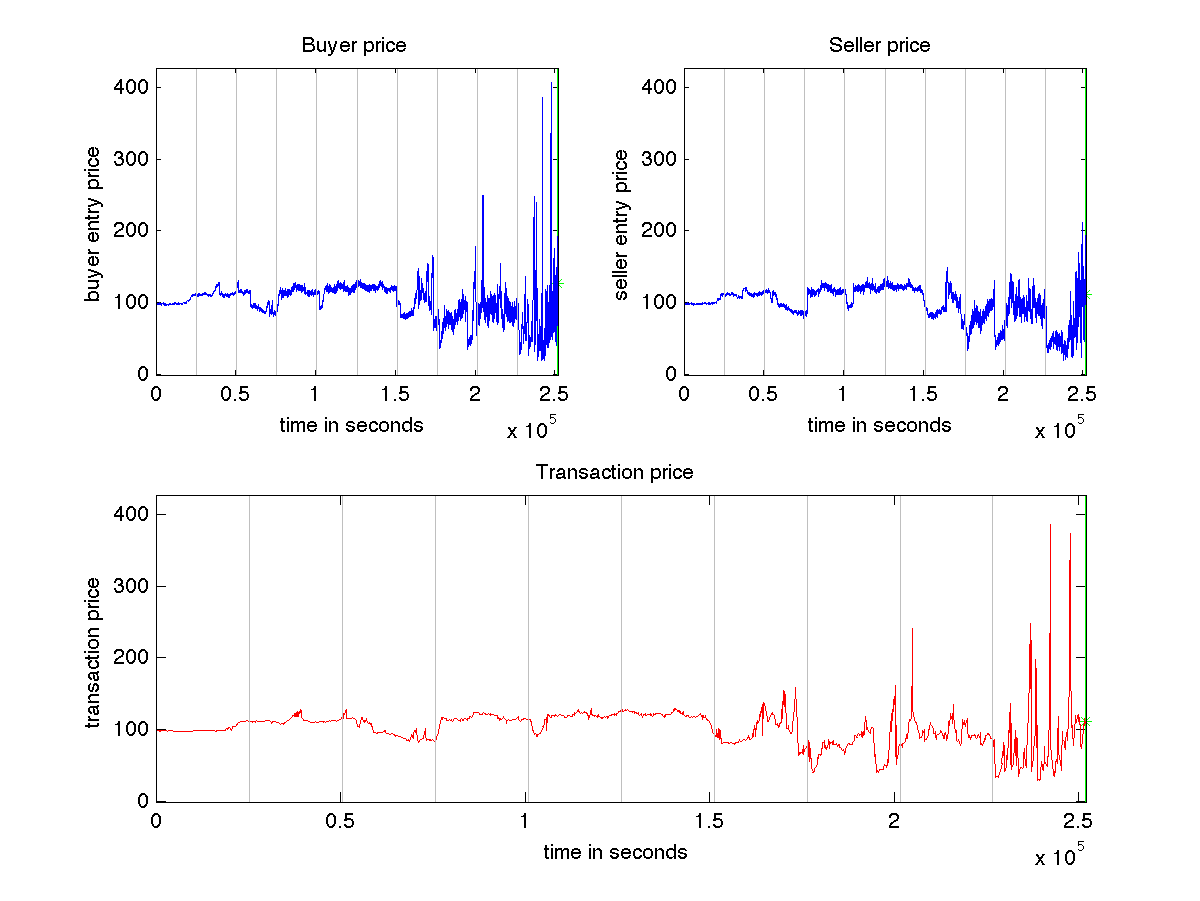 Buyer price
buyer entry price
400
300
200
100
0
0 0.5 1 1.5 2 2.5
time in seconds
x 10^5
Seller price
seller entry price
400
300
200
100
0
0 0.5 1 1.5 2 2.5
time in seconds
x 10^5
Transaction price
transaction price
400
300
200
100
0
0 0.5 1 1.5 2 2.5
time in seconds
x 10^5